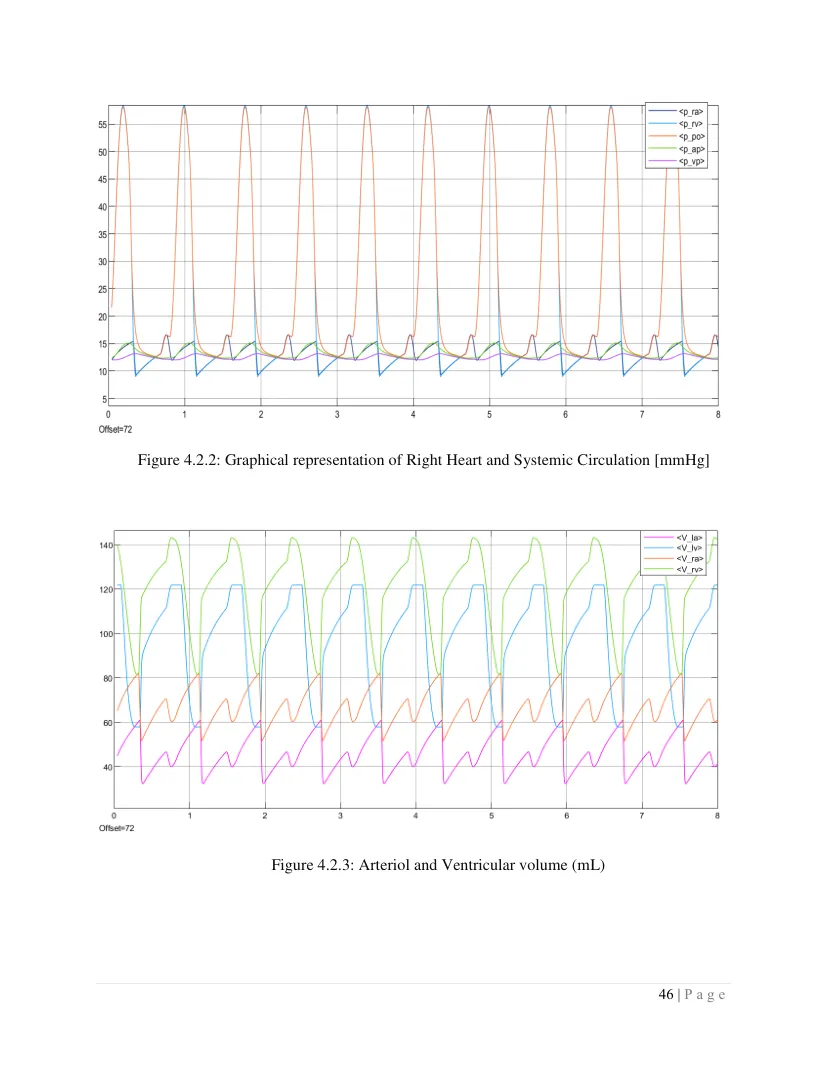 <p_ra>
<p_rv>
<p_po>
<p_ap>
<p_vp>
55
50
45
40
35
30
25
20
15
10
5
0 1 2 3 4 5 6 7 8
Offset=72
Figure 4.2.2: Graphical representation of Right Heart and Systemic Circulation [mmHg]
<V_la>
<V_lv>
<V_ra>
<V_rv>
140
120
100
80
60
40
0 1 2 3 4 5 6 7 8
Offset=72
Figure 4.2.3: Arteriol and Ventricular volume (mL)
46 | P a g e